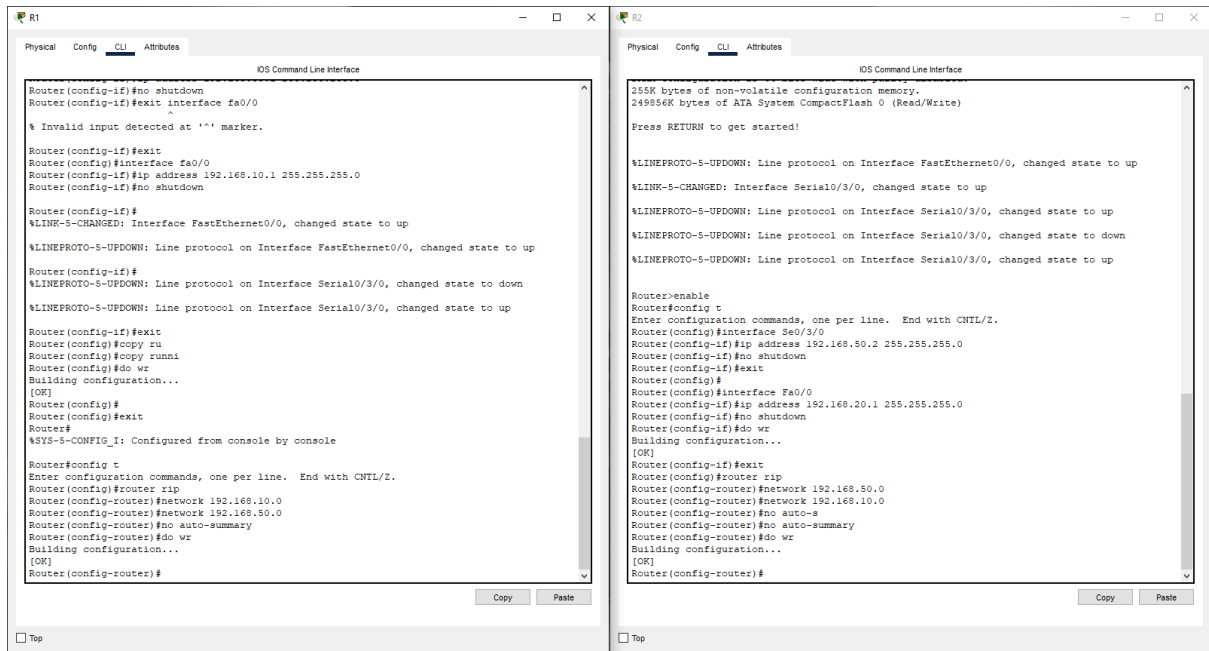 R1
Physical Config CLI Attributes
IOS Command Line Interface
Router(config-if)#no shutdown
Router(config-if)#exit interface fa0/0
^
% Invalid input detected at '^' marker.
Router(config-if)#exit
Router(config)#interface fa0/0
Router(config-if)#ip address 192.168.10.1 255.255.255.0
Router(config-if)#no shutdown
Router(config-if)#
%LINK-5-CHANGED: Interface FastEthernet0/0, changed state to up
%LINEPROTO-5-UPDOWN: Line protocol on Interface FastEthernet0/0, changed state to up
Router(config-if)#
%LINEPROTO-5-UPDOWN: Line protocol on Interface Serial0/3/0, changed state to down
%LINEPROTO-5-UPDOWN: Line protocol on Interface Serial0/3/0, changed state to up
Router(config-if)#exit
Router(config)#copy ru
Router(config)#copy runni
Router(config)#do wr
Building configuration...
[OK]
Router(config)#
Router(config)#exit
Router#
%SYS-5-CONFIG_I: Configured from console by console
Router#config t
Enter configuration commands, one per line.  End with CNTL/Z.
Router(config)#router rip
Router(config-router)#network 192.168.10.0
Router(config-router)#network 192.168.50.0
Router(config-router)#no auto-summary
Router(config-router)#do wr
Building configuration...
[OK]
Router(config-router)#
Copy Paste
Top
R2
Physical Config CLI Attributes
IOS Command Line Interface
255K bytes of non-volatile configuration memory.
249856K bytes of ATA System CompactFlash 0 (Read/Write)
Press RETURN to get started!
%LINEPROTO-5-UPDOWN: Line protocol on Interface FastEthernet0/0, changed state to up
%LINK-5-CHANGED: Interface Serial0/3/0, changed state to up
%LINEPROTO-5-UPDOWN: Line protocol on Interface Serial0/3/0, changed state to up
%LINEPROTO-5-UPDOWN: Line protocol on Interface Serial0/3/0, changed state to down
%LINEPROTO-5-UPDOWN: Line protocol on Interface Serial0/3/0, changed state to up
Router>enable
Router#config t
Enter configuration commands, one per line.  End with CNTL/Z.
Router(config)#interface Se0/3/0
Router(config-if)#ip address 192.168.50.2 255.255.255.0
Router(config-if)#no shutdown
Router(config-if)#exit
Router(config)#
Router(config)#interface Fa0/0
Router(config-if)#ip address 192.168.20.1 255.255.255.0
Router(config-if)#no shutdown
Router(config-if)#do wr
Building configuration...
[OK]
Router(config-if)#exit
Router(config)#router rip
Router(config-router)#network 192.168.50.0
Router(config-router)#network 192.168.10.0
Router(config-router)#no auto-s
Router(config-router)#no auto-summary
Router(config-router)#do wr
Building configuration...
[OK]
Router(config-router)#
Copy Paste
Top